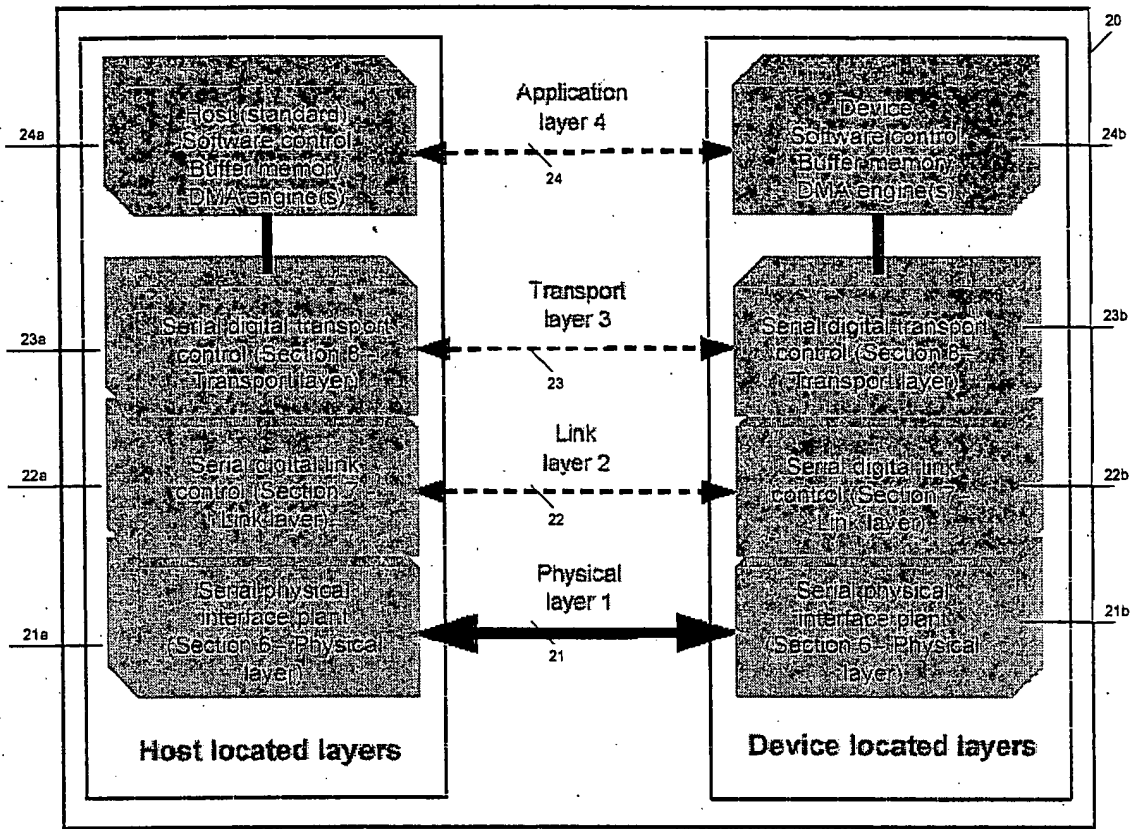 20
Host (standard)
Software control
Buffer memory
DMA engine(s)
24a
Application
layer 4
24
Device
Software control
Buffer memory
DMA engine(s)
24b
Serial digital transport
control (Section 8–
Transport layer)
23a
Transport
layer 3
23
Serial digital transport
control (Section 8–
Transport layer)
23b
Serial digital link
control (Section 7–
Link layer)
22a
Link
layer 2
22
Serial digital link
control (Section 7–
Link layer)
22b
Serial physical
interface plant
(Section 6– Physical
layer)
21a
Physical
layer 1
21
Serial physical
interface plant
(Section 6– Physical
layer)
21b
Host located layers
Device located layers